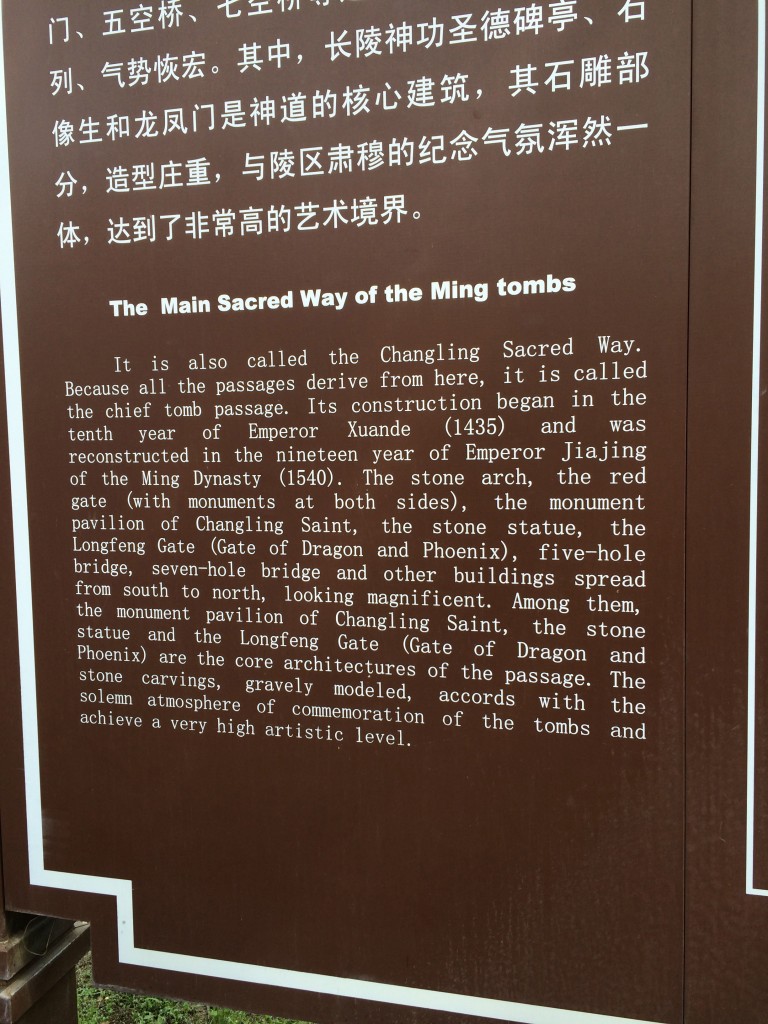 门、五空桥、七空桥等
列、气势恢宏。其中，长陵神功圣德碑亭、石
像生和龙凤门是神道的核心建筑，其石雕部
分，造型庄重，与陵区肃穆的纪念气氛浑然一
体，达到了非常高的艺术境界。
The Main Sacred Way of the Ming tombs
It is also called the Changling Sacred Way.
Because all the passages derive from here, it is called
the chief tomb passage. Its construction began in the
tenth year of Emperor Xuande (1435) and was
reconstructed in the nineteen year of Emperor Jiajing
of the Ming Dynasty (1540). The stone arch, the red
gate (with monuments at both sides), the monument
pavilion of Changling Saint, the stone statue, the
Longfeng Gate (Gate of Dragon and Phoenix), five-hole
bridge, seven-hole bridge and other buildings spread
from south to north, looking magnificent. Among them,
the monument pavilion of Changling Saint, the stone
statue and the Longfeng Gate (Gate of Dragon and
Phoenix) are the core architectures of the passage. The
stone carvings, gravely modeled, accords with the
solemn atmosphere of commemoration of the tombs and
achieve a very high artistic level.